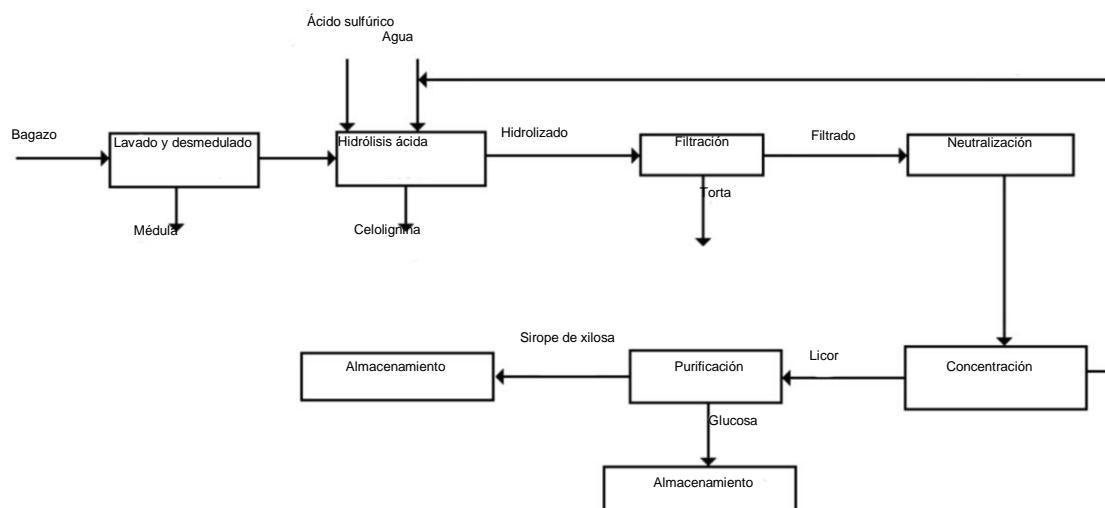 Ácido sulfúrico
Agua
Bagazo
Lavado y desmedulado
Hidrólisis ácida
Hidrolizado
Filtración
Filtrado
Neutralización
Médula
Celolignina
Torta
Almacenamiento
Sirope de xilosa
Purificación
Licor
Concentración
Glucosa
Almacenamiento